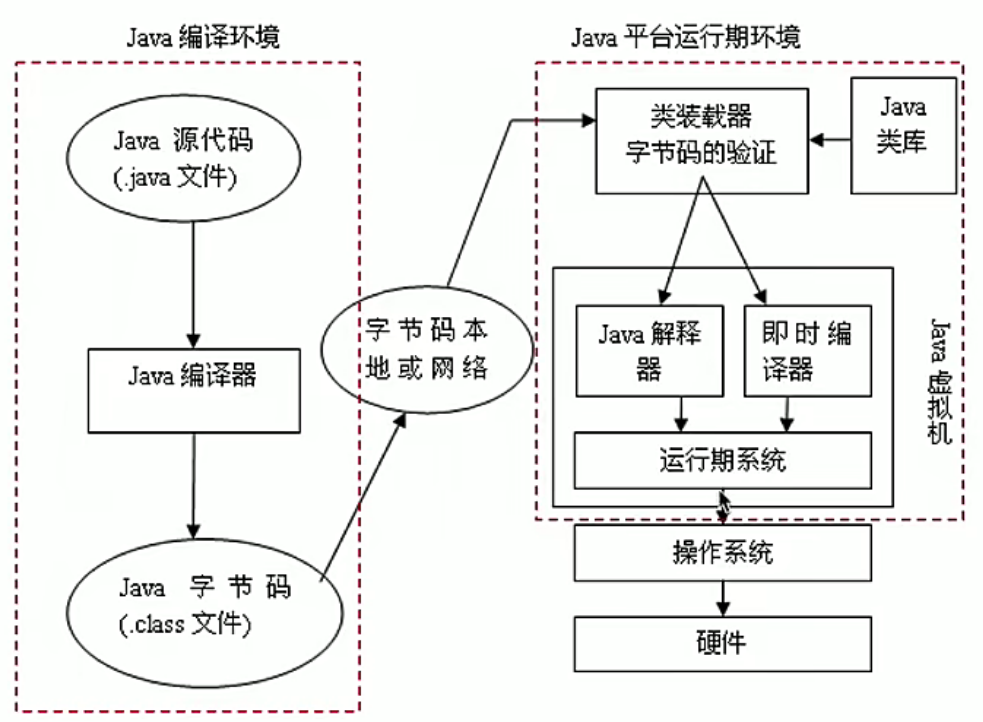 Java 编译环境
Java 源代码
(.java 文件)
Java 编译器
Java 字节码
(.class 文件)
字节码本
地或网络
Java 平台运行期环境
类装载器
字节码的验证
Java
类库
Java 解释
器
即时编
译器
运行期系统
Java 虚拟机
操作系统
硬件